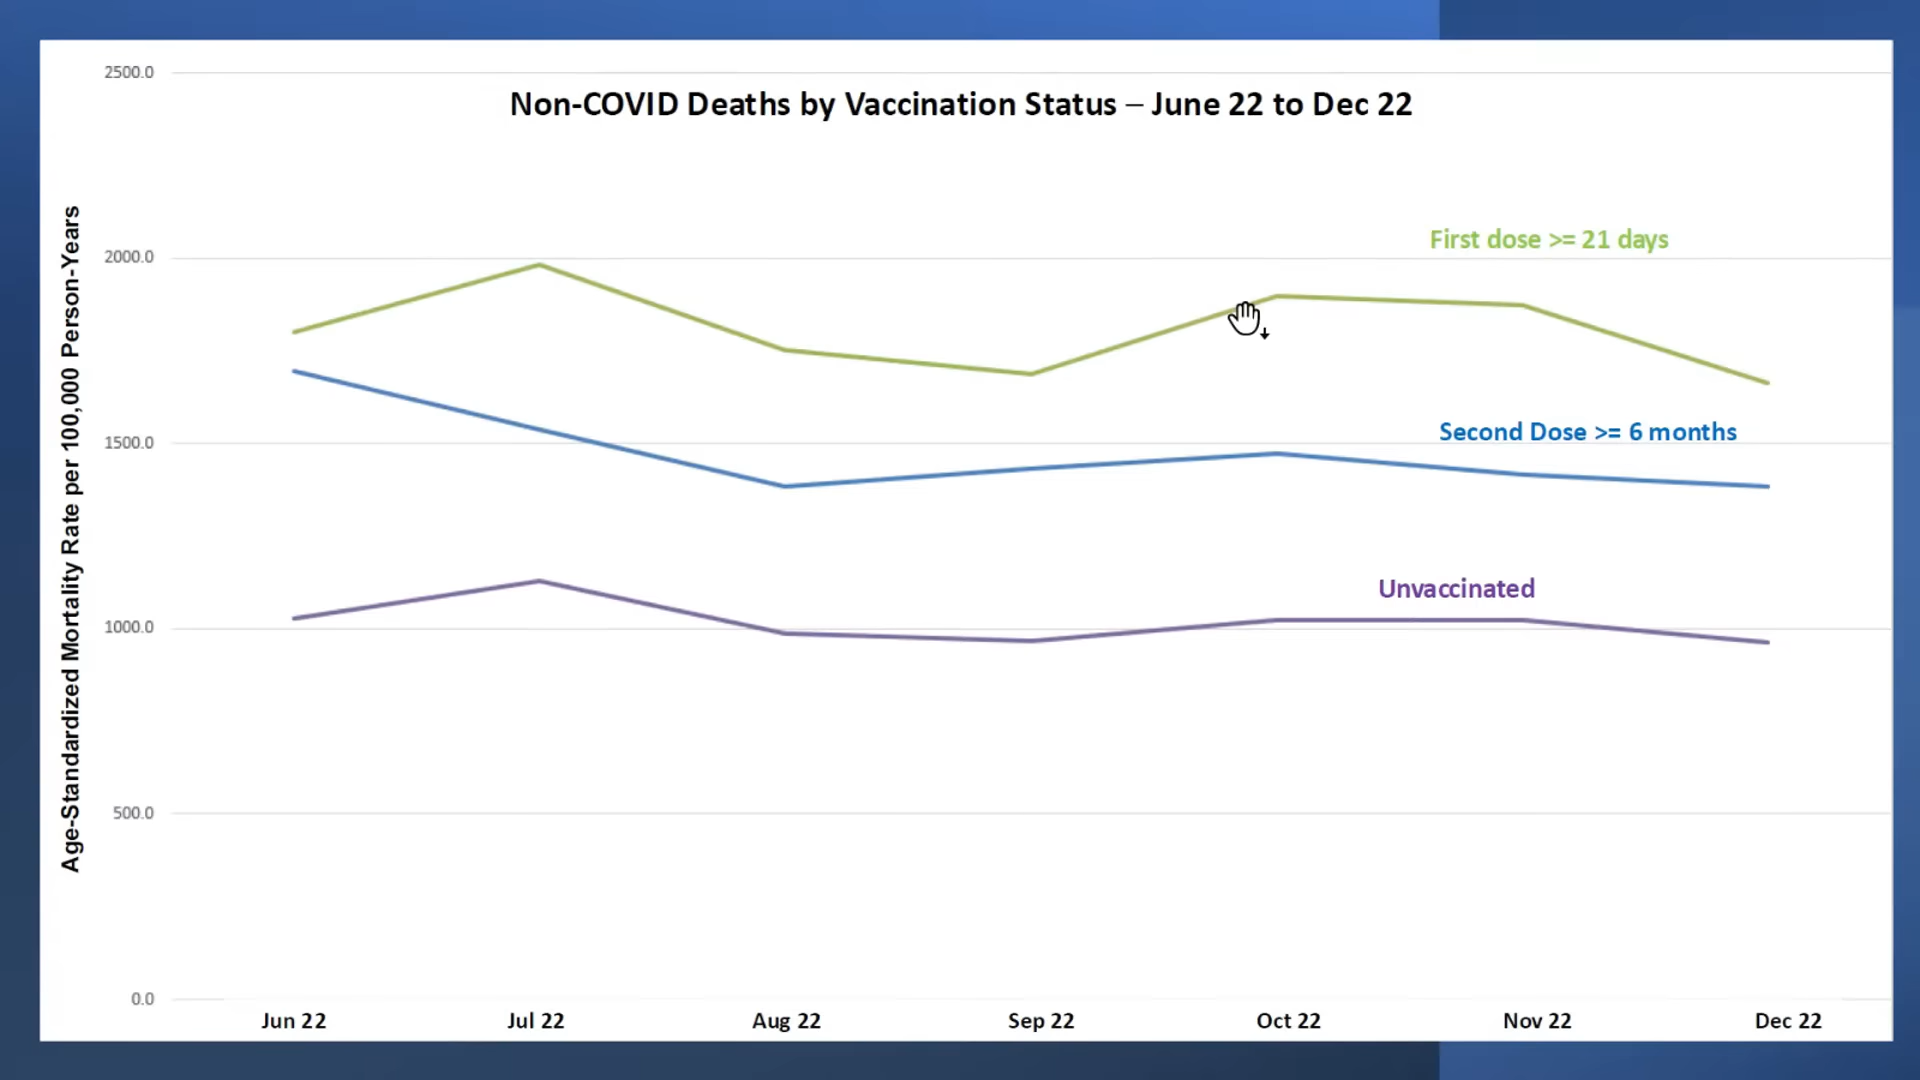 Non-COVID Deaths by Vaccination Status – June 22 to Dec 22
Age-Standardized Mortality Rate per 100,000 Person-Years
2500.0
2000.0
1500.0
1000.0
500.0
0.0
First dose >= 21 days
Second Dose >= 6 months
Unvaccinated
Jun 22 Jul 22 Aug 22 Sep 22 Oct 22 Nov 22 Dec 22